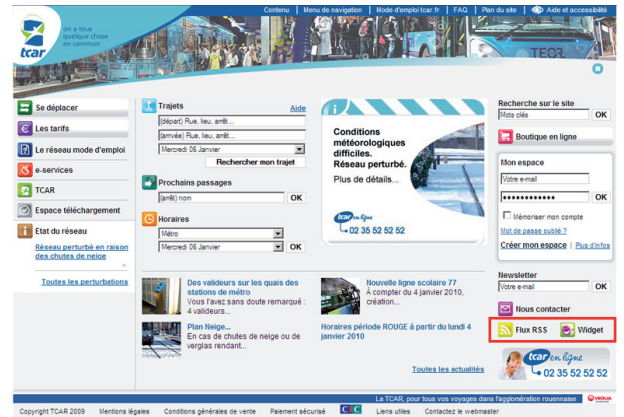 Contenu | Menu de navigation | Mode d'emploi tcar.fr | FAQ | Plan du site | Aide et accessibilité
on a tous
quelque chose
en commun
tcar
TEOR
Se déplacer
Les tarifs
Le réseau mode d'emploi
e-services
TCAR
Espace téléchargement
Etat du réseau
Réseau perturbé en raison
des chutes de neige
>
Toutes les perturbations
Trajets
Aide
(départ) Rue, lieu, arrêt...
(arrivée) Rue, lieu, arrêt...
Mercredi 06 Janvier
Rechercher mon trajet
Prochains passages
(arrêt) nom
OK
Horaires
Métro
Mercredi 06 Janvier
OK
Conditions
météorologiques
difficiles.
Réseau perturbé.
Plus de détails...
tcar en ligne
02 35 52 52 52
Des valideurs sur les quais des
stations de métro
Vous l'avez sans doute remarqué :
4 valideurs...
Nouvelle ligne scolaire 77
A compter du 4 janvier 2010,
création...
Plan Neige...
En cas de chutes de neige ou de
verglas rendant...
Horaires période ROUGE à partir du lundi 4
janvier 2010
Toutes les actualités
Recherche sur le site
Mots clés
OK
Boutique en ligne
Mon espace
Votre e-mail
••••••••••••
OK
Mémoriser mon compte
Mot de passe oublié ?
Créer mon espace | Plus d'infos
Newsletter
Votre e-mail
OK
Nous contacter
Flux RSS
Widget
tcar en ligne
02 35 52 52 52
La TCAR, pour tous vos voyages dans l'agglomération rouennaise
VEOLIA
Copyright TCAR 2009 Mentions légales Conditions générales de vente Paiement sécurisé CIC Liens utiles Contactez le webmaster